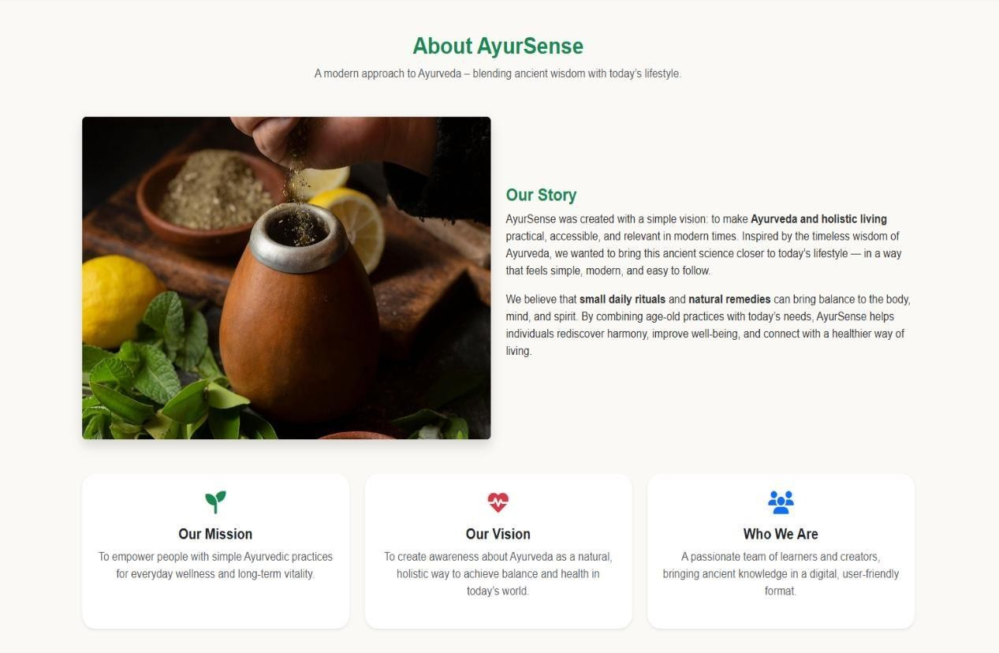 About AyurSense
A modern approach to Ayurveda – blending ancient wisdom with today’s lifestyle.
Our Story
AyurSense was created with a simple vision: to make Ayurveda and holistic living
practical, accessible, and relevant in modern times. Inspired by the timeless wisdom of
Ayurveda, we wanted to bring this ancient science closer to today’s lifestyle — in a way
that feels simple, modern, and easy to follow.
We believe that small daily rituals and natural remedies can bring balance to the body,
mind, and spirit. By combining age-old practices with today’s needs, AyurSense helps
individuals rediscover harmony, improve well-being, and connect with a healthier way of
living.
Our Mission
To empower people with simple Ayurvedic practices
for everyday wellness and long-term vitality.
Our Vision
To create awareness about Ayurveda as a natural,
holistic way to achieve balance and health in
today’s world.
Who We Are
A passionate team of learners and creators,
bringing ancient knowledge in a digital, user-friendly
format.